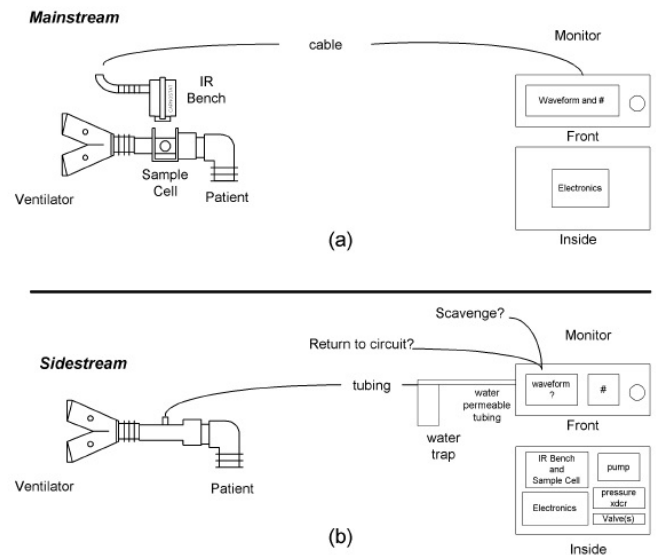 Mainstream
cable
Monitor
IR
Bench
CAPNOSTAT
Waveform and #
Front
Sample
Cell
Patient
Ventilator
Electronics
Inside
(a)
Scavenge?
Return to circuit?
Monitor
Sidestream
tubing
water
permeable
tubing
waveform
?
#
Front
water
trap
Ventilator
Patient
IR Bench
and
Sample Cell
pump
Electronics
pressure
xdcr
Valve(s)
(b)
Inside